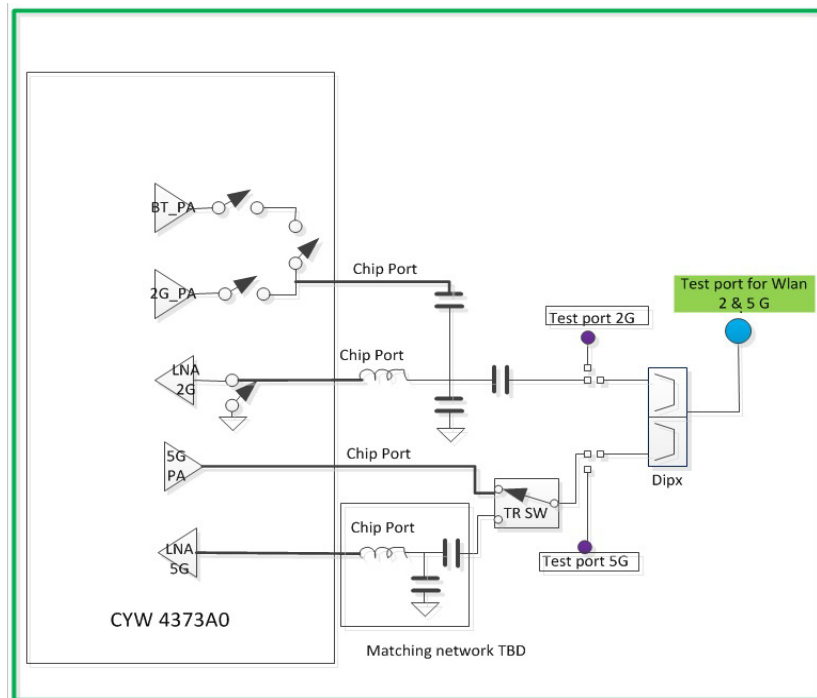 BT_PA
2G_PA
Chip Port
Test port for Wlan
2 & 5 G
Test port 2G
Chip Port
LNA
2G
5G
PA
Chip Port
Dipx
TR SW
Chip Port
LNA
5G
Test port 5G
CYW 4373A0
Matching network TBD